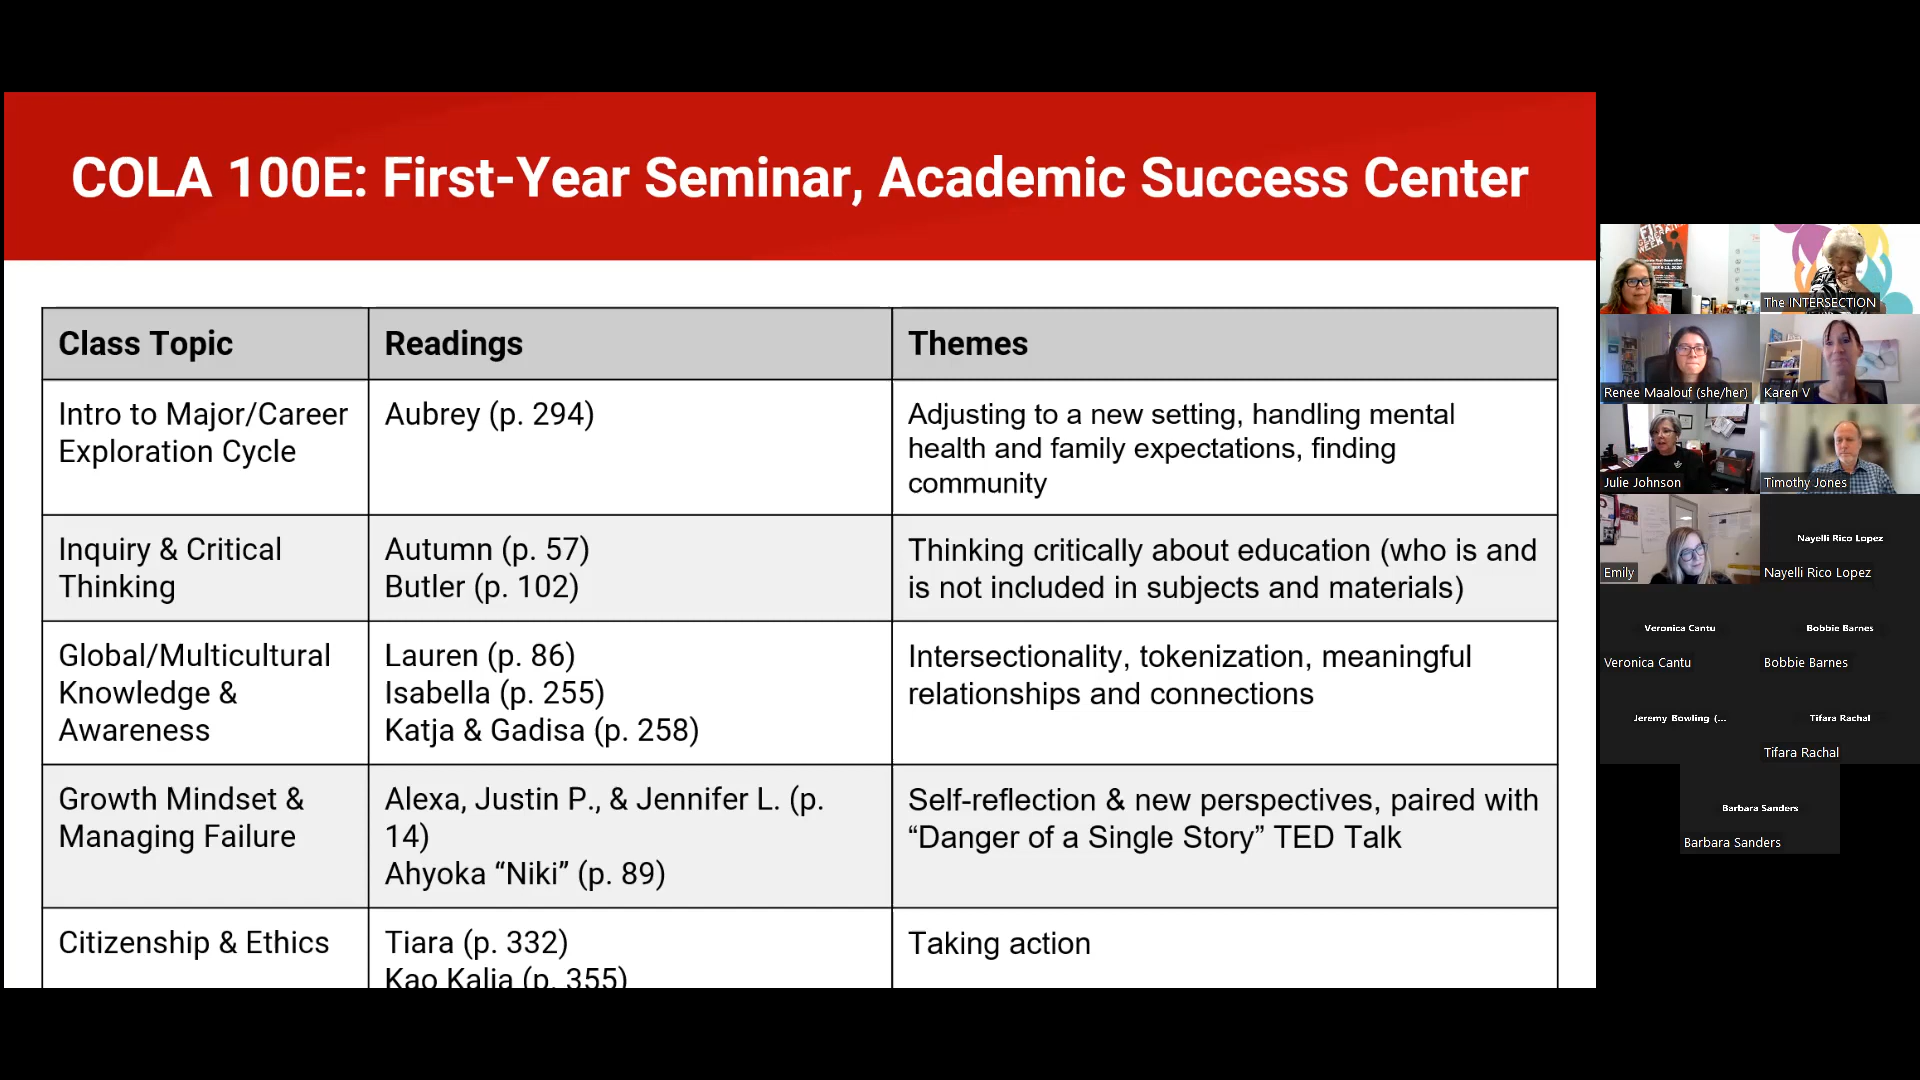 COLA 100E: First-Year Seminar, Academic Success Center
Class Topic
Readings
Themes
Intro to Major/Career
Exploration Cycle
Aubrey (p. 294)
Adjusting to a new setting, handling mental
health and family expectations, finding
community
Inquiry & Critical
Thinking
Autumn (p. 57)
Butler (p. 102)
Thinking critically about education (who is and
is not included in subjects and materials)
Global/Multicultural
Knowledge &
Awareness
Lauren (p. 86)
Isabella (p. 255)
Katja & Gadisa (p. 258)
Intersectionality, tokenization, meaningful
relationships and connections
Growth Mindset &
Managing Failure
Alexa, Justin P., & Jennifer L. (p.
14)
Ahyoka “Niki” (p. 89)
Self-reflection & new perspectives, paired with
“Danger of a Single Story” TED Talk
Citizenship & Ethics
Tiara (p. 332)
Kao Kalia (p. 355)
Taking action
The INTERSECTION
Renee Maalouf (she/her)
Karen V
Julie Johnson
Timothy Jones
Emily
Nayelli Rico Lopez
Nayelli Rico Lopez
Veronica Cantu
Veronica Cantu
Bobbie Barnes
Bobbie Barnes
Jeremy Bowling (...
Tifara Rachal
Tifara Rachal
Barbara Sanders
Barbara Sanders